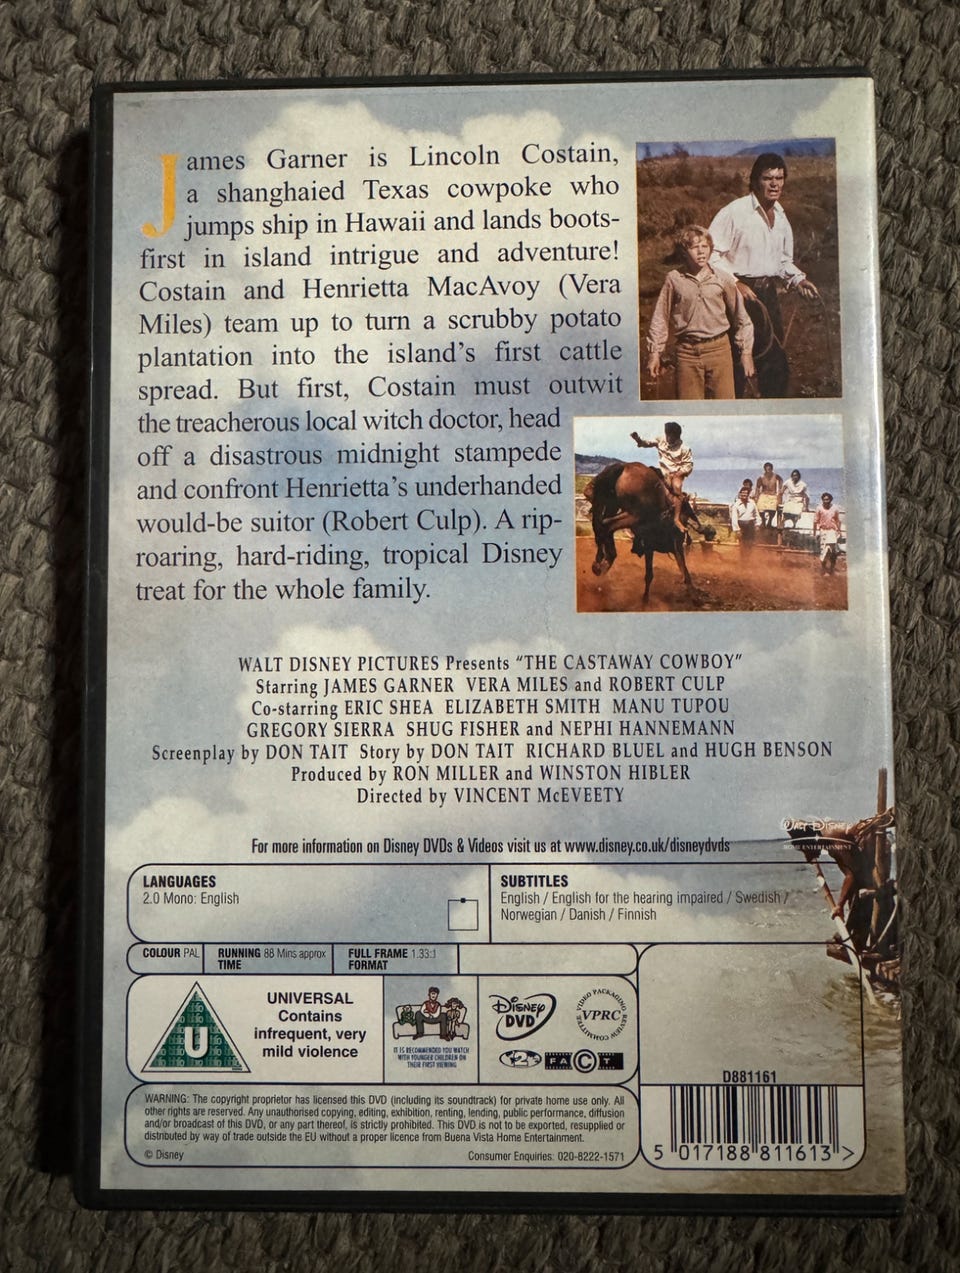 James Garner is Lincoln Costain,
a shanghaied Texas cowpoke who
jumps ship in Hawaii and lands boots-
first in island intrigue and adventure!
Costain and Henrietta MacAvoy (Vera
Miles) team up to turn a scrubby potato
plantation into the island's first cattle
spread. But first, Costain must outwit
the treacherous local witch doctor, head
off a disastrous midnight stampede
and confront Henrietta's underhanded
would-be suitor (Robert Culp). A rip-
roaring, hard-riding, tropical Disney
treat for the whole family.
WALT DISNEY PICTURES Presents "THE CASTAWAY COWBOY"
Starring JAMES GARNER VERA MILES and ROBERT CULP
Co-starring ERIC SHEA ELIZABETH SMITH MANU TUPOU
GREGORY SIERRA SHUG FISHER and NEPHI HANNEMANN
Screenplay by DON TAIT Story by DON TAIT RICHARD BLUEL and HUGH BENSON
Produced by RON MILLER and WINSTON HIBLER
Directed by VINCENT McEVEETY
WALT DISNEY
HOME ENTERTAINMENT
For more information on Disney DVDs & Videos visit us at www.disney.co.uk/disneydvds
LANGUAGES
2.0 Mono: English
SUBTITLES
English / English for the hearing impaired / Swedish /
Norwegian / Danish / Finnish
COLOUR PAL
RUNNING 88 Mins approx
TIME
FULL FRAME 1.33:1
FORMAT
U
UNIVERSAL
Contains
infrequent, very
mild violence
IT IS RECOMMENDED YOU WATCH
WITH YOUNGER CHILDREN ON
THEIR FIRST VIEWING
Disney
DVD
VIDEO PACKAGING REVIEW COMMITTEE
VPRC
2
FACT
D881161
5 017188 811613 >
WARNING: The copyright proprietor has licensed this DVD (including its soundtrack) for private home use only. All
other rights are reserved. Any unauthorised copying, editing, exhibition, renting, lending, public performance, diffusion
and/or broadcast of this DVD, or any part thereof, is strictly prohibited. This DVD is not to be exported, resupplied or
distributed by way of trade outside the EU without a proper licence from Buena Vista Home Entertainment.
© Disney
Consumer Enquiries: 020-8222-1571